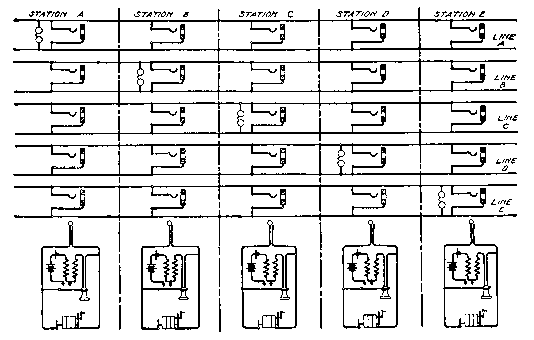 STATION A STATION B STATION C STATION D STATION E
LINE A
LINE B
LINE C
LINE D
LINE E